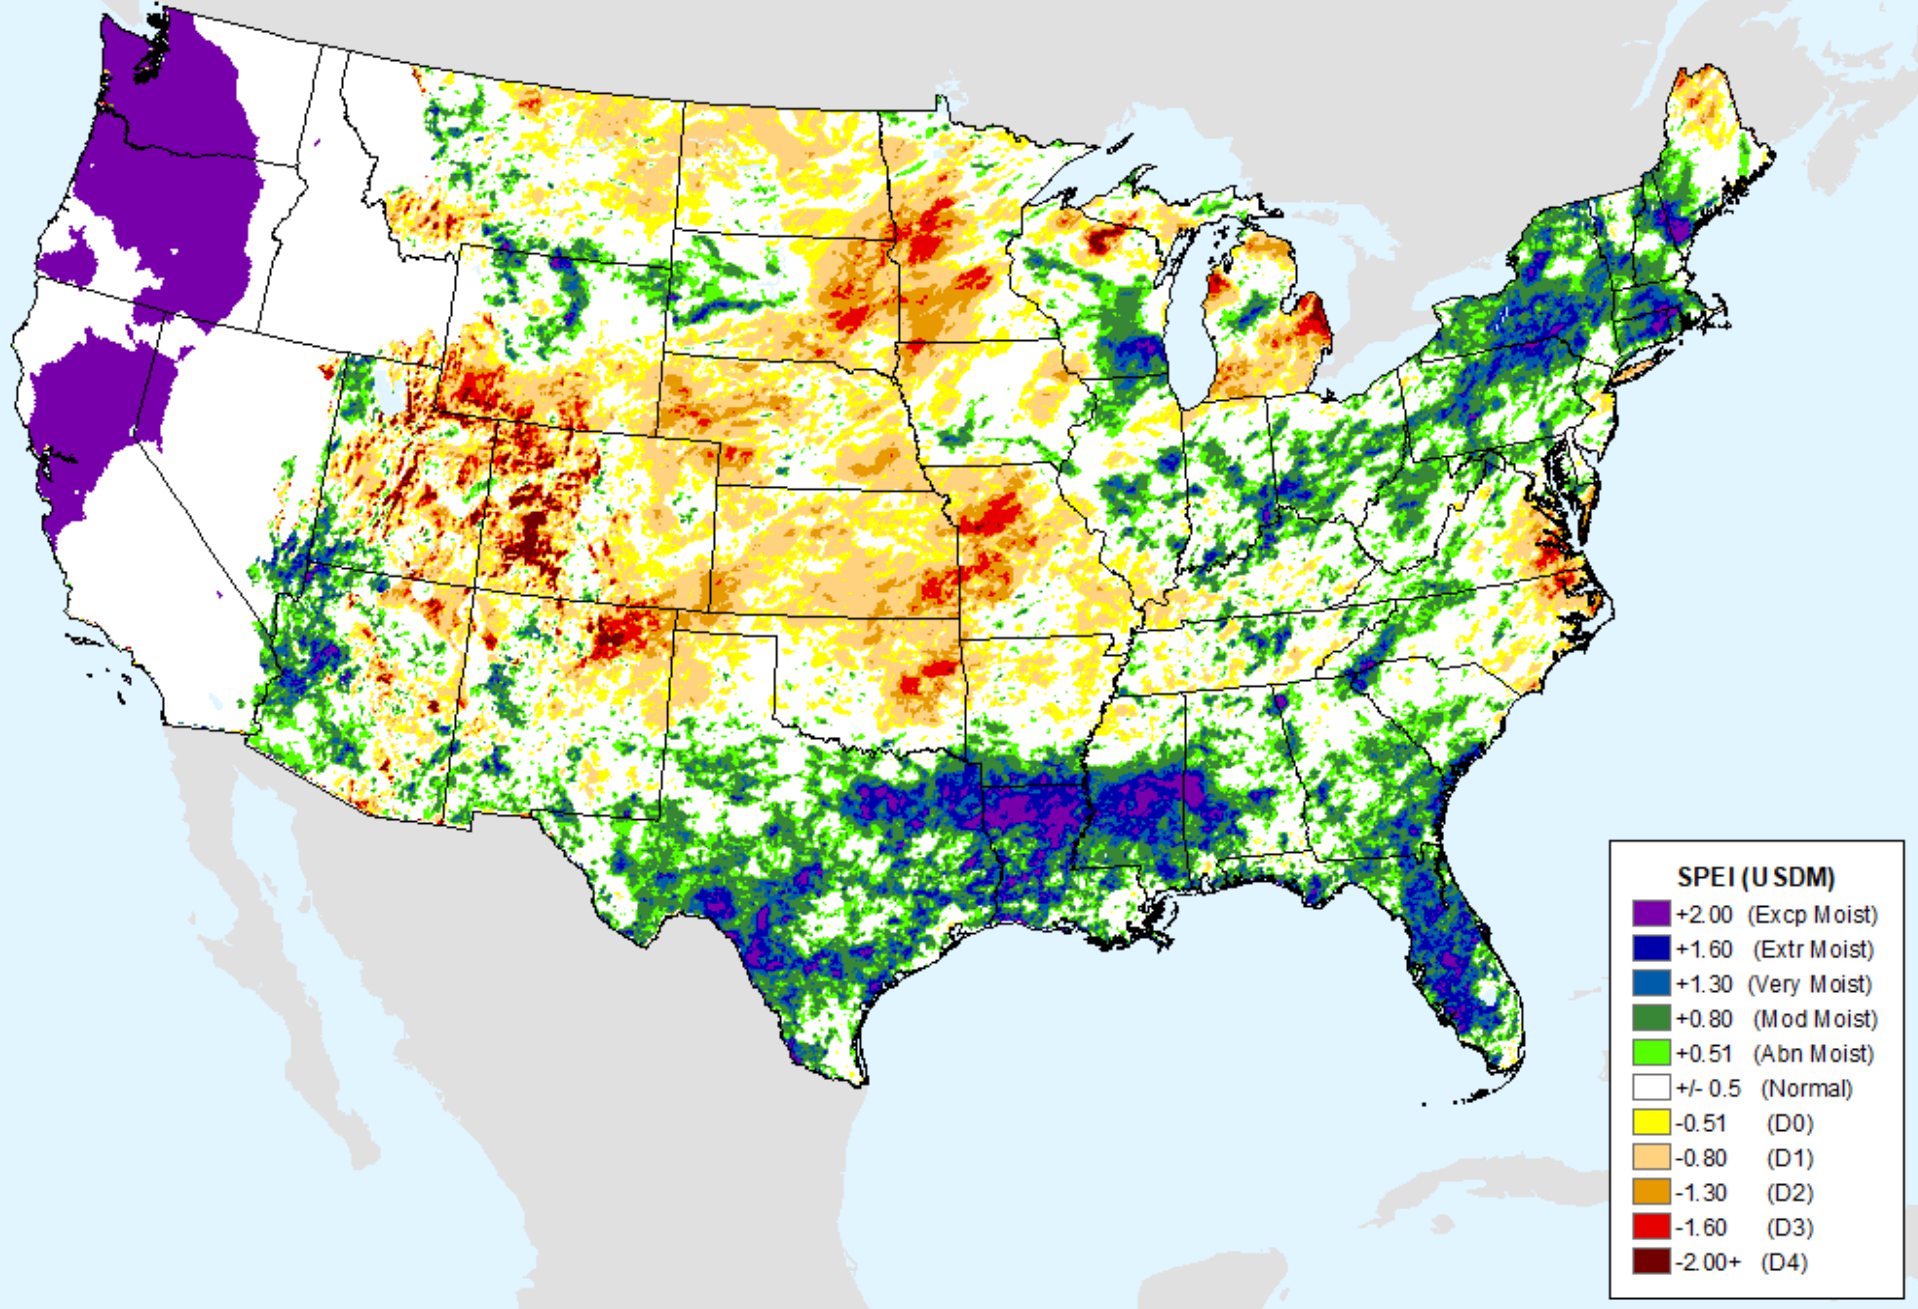 SPEI (USDM)
+2.00 (Excp Moist)
+1.60 (Extr Moist)
+1.30 (Very Moist)
+0.80 (Mod Moist)
+0.51 (Abn Moist)
+/- 0.5 (Normal)
-0.51 (D0)
-0.80 (D1)
-1.30 (D2)
-1.60 (D3)
-2.00+ (D4)